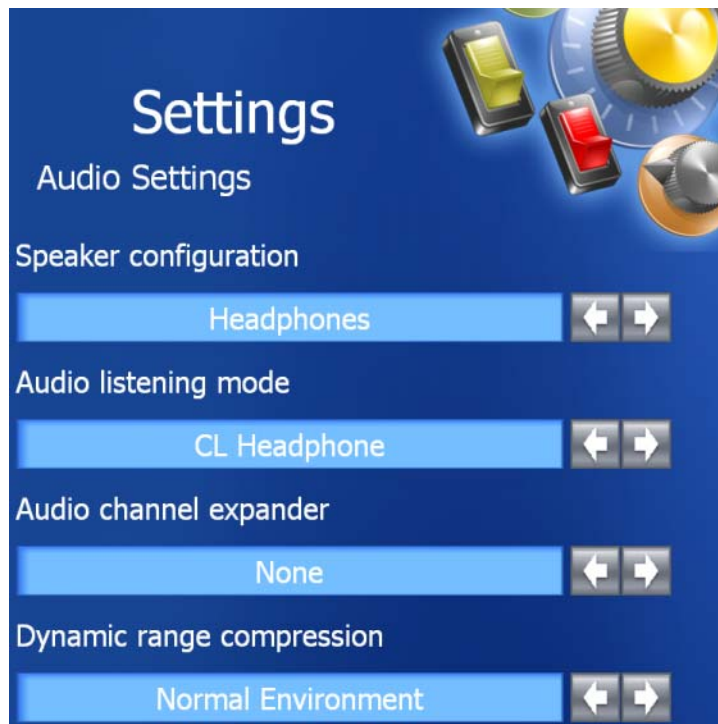 Settings
Audio Settings
Speaker configuration
Headphones
Audio listening mode
CL Headphone
Audio channel expander
None
Dynamic range compression
Normal Environment